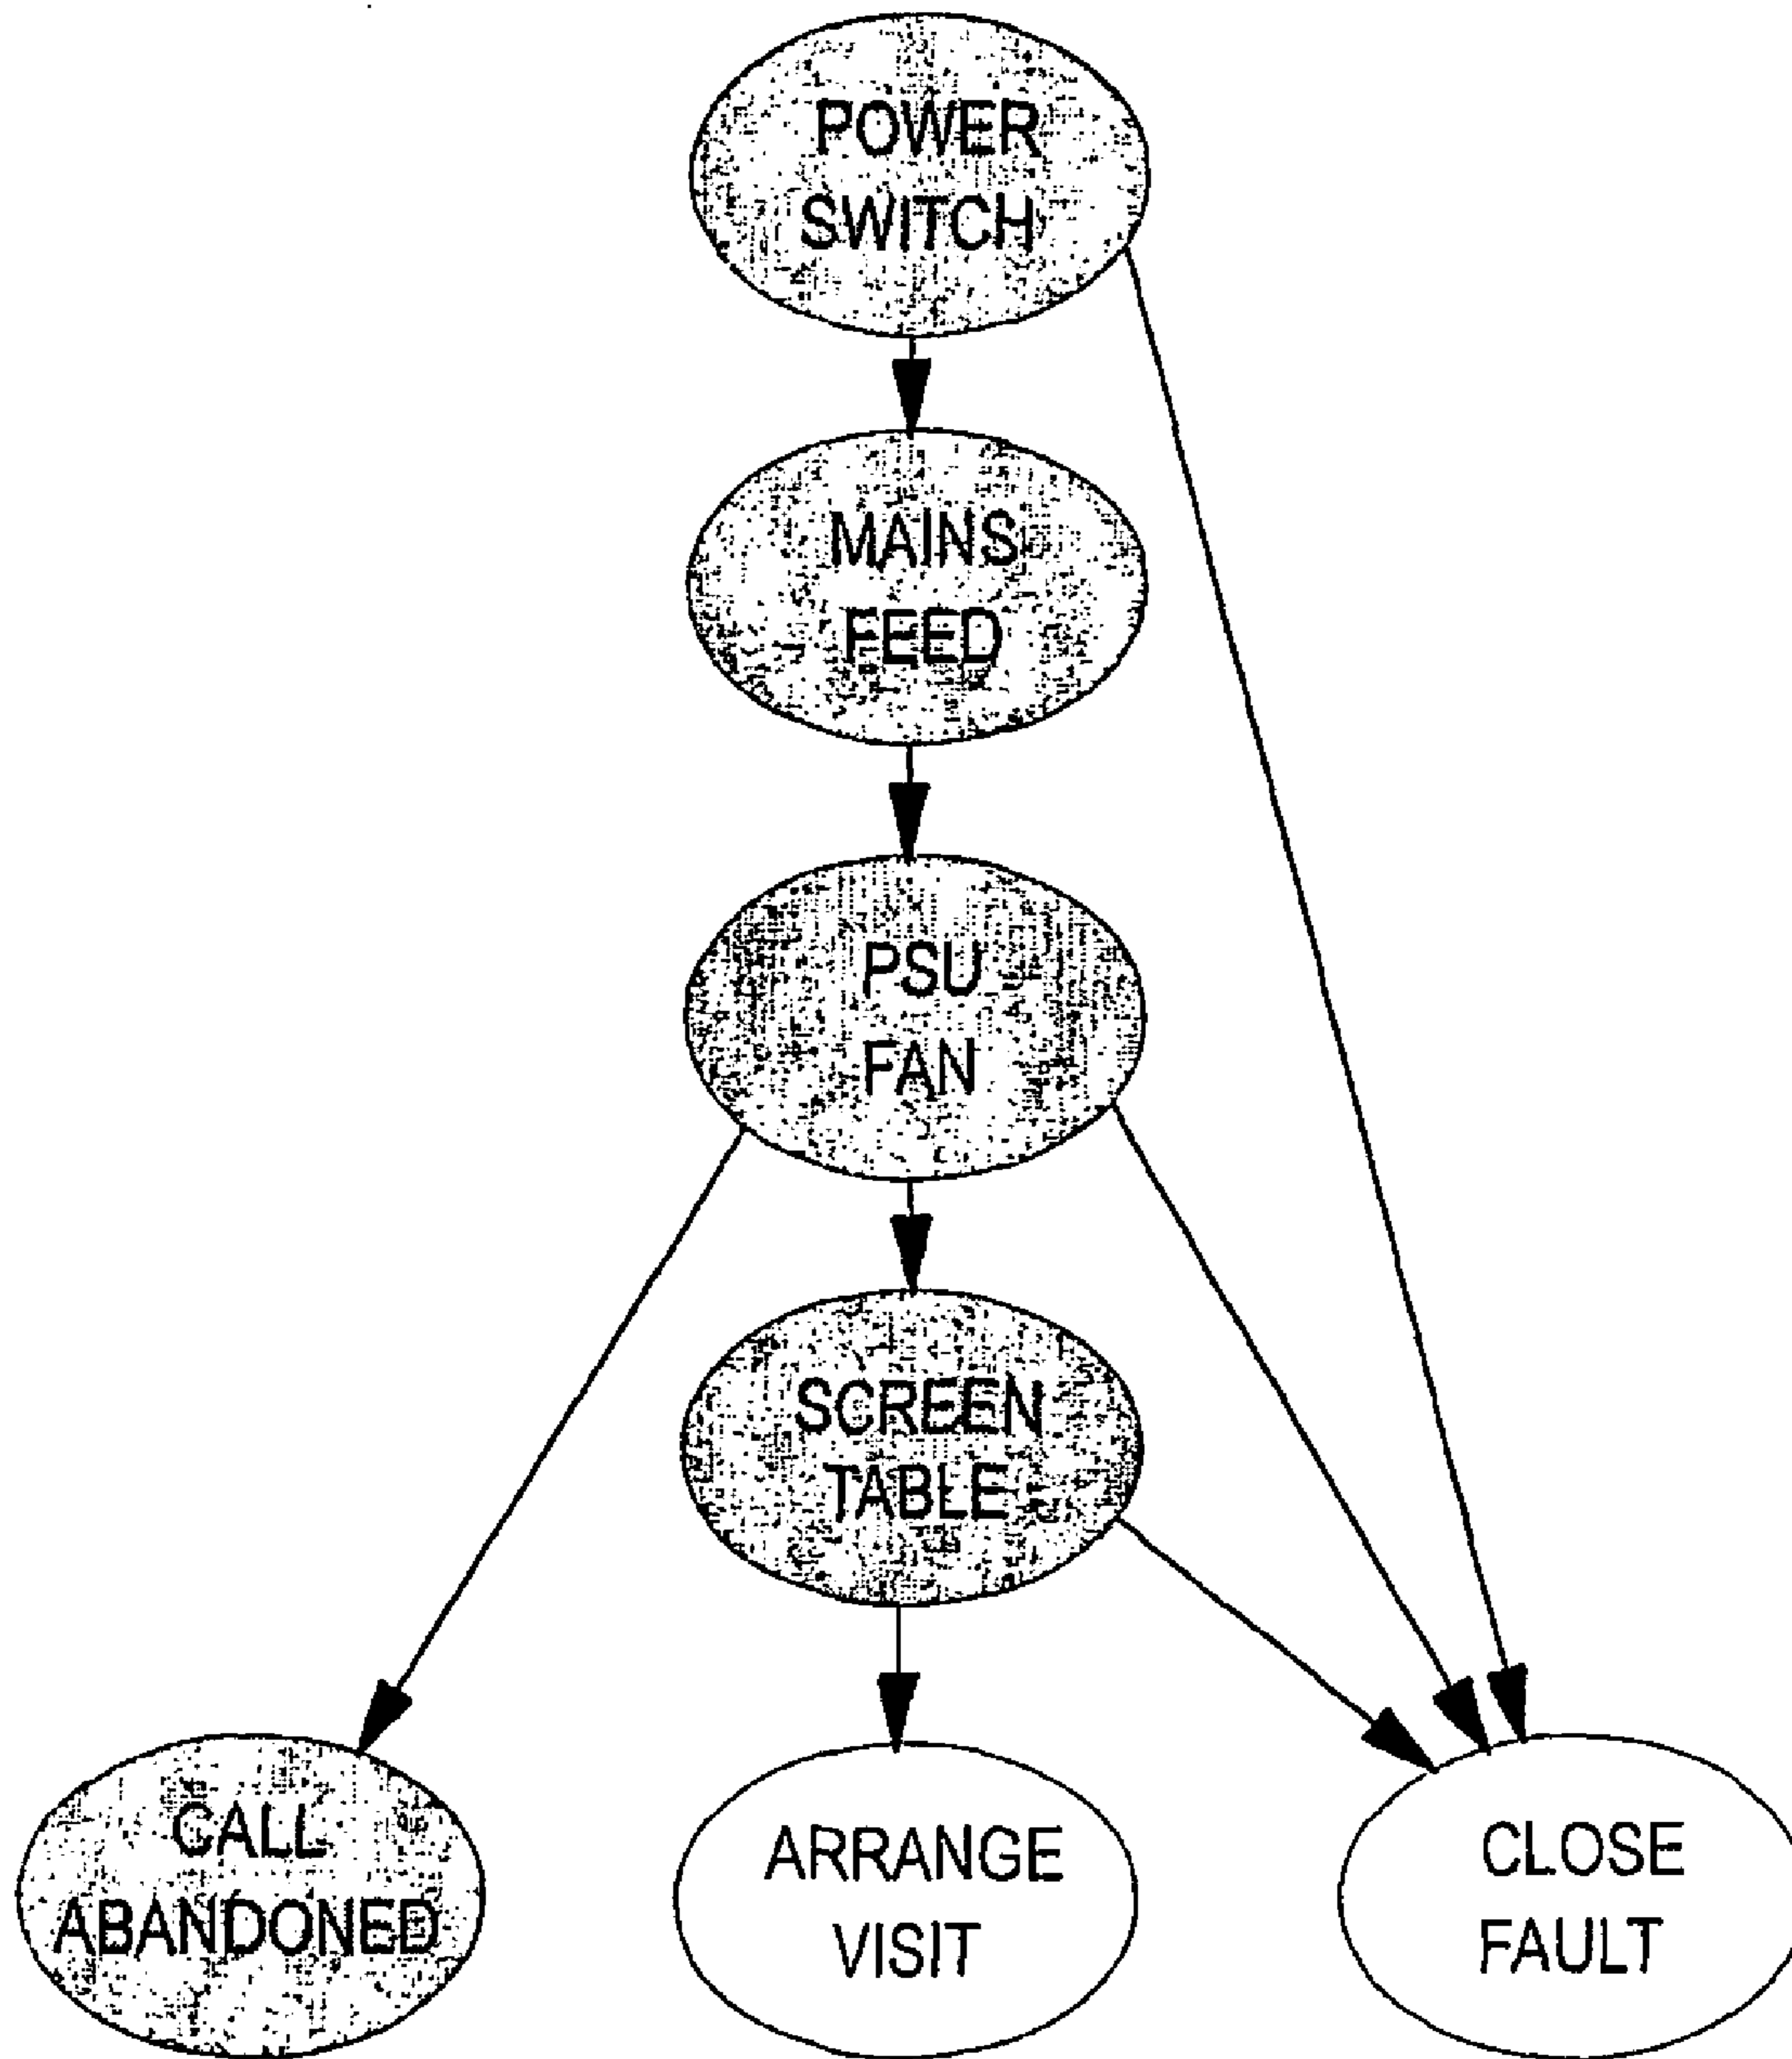 POWER
SWITCH
MAINS
FEED
PSU
FAN
SCREEN
TABLE
CALL
ABANDONED
ARRANGE
VISIT
CLOSE
FAULT